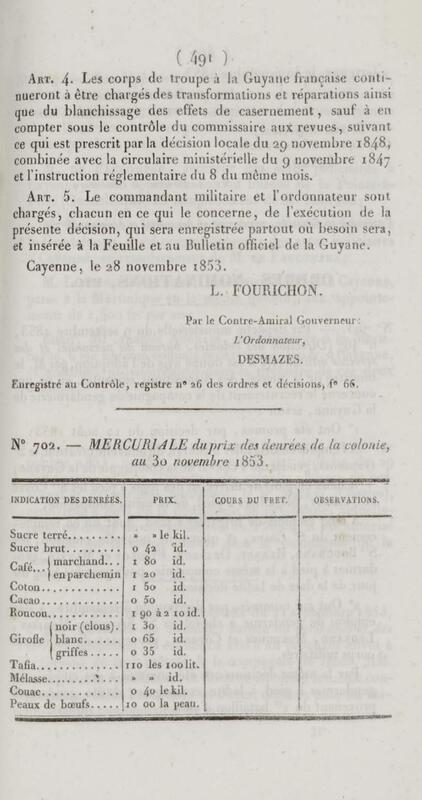 ( 491 )
ART. 4. Les corps de troupe à la Guyane française conti-
nueront à être chargés des transformations et réparations ainsi
que du blanchissage des effets de casernement, sauf à en
compter sous le contrôle du commissaire aux revues, suivant
ce qui est prescrit par la décision locale du 29 novembre 1848,
combinée avec la circulaire ministérielle du 9 novembre 1847
et l'instruction réglementaire du 8 du même mois.
ART. 5. Le commandant militaire et l'ordonnateur sont
chargés, chacun en ce qui le concerne, de l'exécution de la
présente décision, qui sera enregistrée partout où besoin sera,
et insérée à la Feuille et au Bulletin officiel de la Guyane.
Cayenne, le 28 novembre 1853.
L. FOURICHON.
Par le Contre-Amiral Gouverneur:
L'Ordonnateur,
DESMAZES.
Enregistré au Contrôle, registre n° 26 des ordres et décisions, f° 66.
N° 702. — MERCURIALE du prix des denrées de la colonie,
au 30 novembre 1853.
INDICATION DES DENRÉES. PRIX. COURS DU FRET. OBSERVATIONS.
Sucre terré......... » » le kil.
Sucre brut......... 0 42 id.
Café... { marchand... 1 80 id.
{ en parchemin 1 20 id.
Coton............ 1 50 id.
Cacao............ 0 50 id.
Roucou........... 1 90 à 2 10 id.
Girofle { noir (clous). 1 30 id.
{ blanc...... 0 65 id.
{ griffes..... 0 35 id.
Tafia............. 110 les 100 lit.
Mélasse........... » » id.
Couac............ 0 40 le kil.
Peaux de bœufs..... 10 00 la peau.